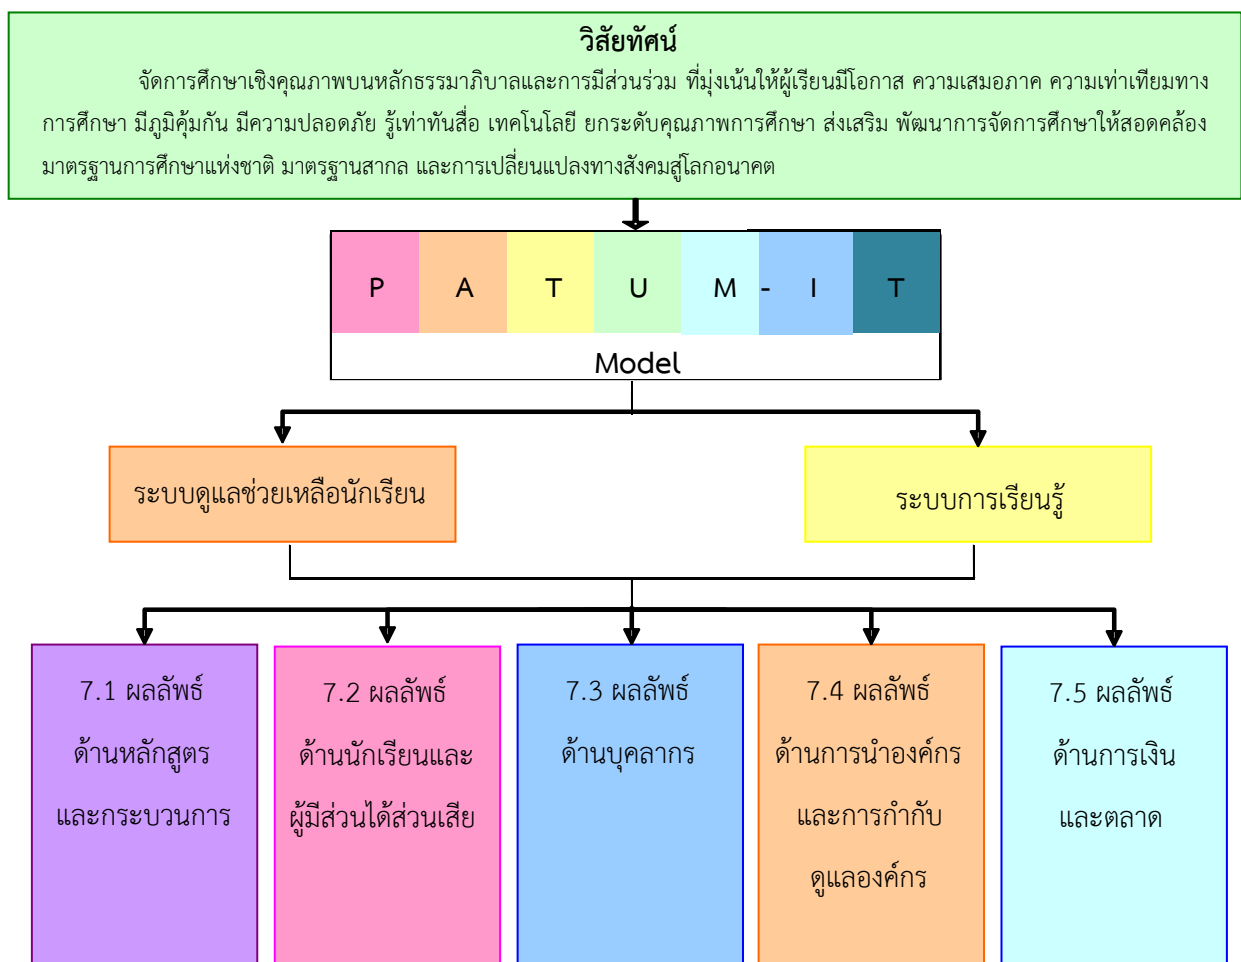 วิสัยทัศน์
จัดการศึกษาเชิงคุณภาพบนหลักธรรมาภิบาลและการมีส่วนร่วม ที่มุ่งเน้นให้ผู้เรียนมีโอกาส ความเสมอภาค ความเท่าเทียมทาง
การศึกษา มีภูมิคุ้มกัน มีความปลอดภัย รู้เท่าทันสื่อ เทคโนโลยี ยกระดับคุณภาพการศึกษา ส่งเสริม พัฒนาการจัดการศึกษาให้สอดคล้อง
มาตรฐานการศึกษาแห่งชาติ มาตรฐานสากล และการเปลี่ยนแปลงทางสังคมสู่โลกอนาคต
P A T U M - I T
Model
ระบบดูแลช่วยเหลือนักเรียน
ระบบการเรียนรู้
7.1 ผลลัพธ์
ด้านหลักสูตร
และกระบวนการ
7.2 ผลลัพธ์
ด้านนักเรียนและ
ผู้มีส่วนได้ส่วนเสีย
7.3 ผลลัพธ์
ด้านบุคลากร
7.4 ผลลัพธ์
ด้านการนำองค์กร
และการกำกับ
ดูแลองค์กร
7.5 ผลลัพธ์
ด้านการเงิน
และตลาด